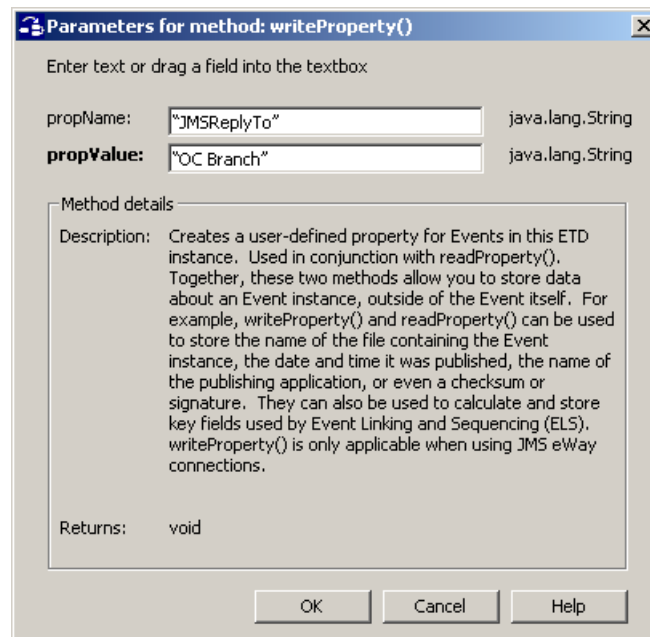 Parameters for method: writeProperty()
Enter text or drag a field into the textbox
propName: "JMSReplyTo" java.lang.String
propValue: "OC Branch" java.lang.String
Method details
Description: Creates a user-defined property for Events in this ETD
instance. Used in conjunction with readProperty().
Together, these two methods allow you to store data
about an Event instance, outside of the Event itself. For
example, writeProperty() and readProperty() can be used
to store the name of the file containing the Event
instance, the date and time it was published, the name of
the publishing application, or even a checksum or
signature. They can also be used to calculate and store
key fields used by Event Linking and Sequencing (ELS).
writeProperty() is only applicable when using JMS eWay
connections.
Returns: void
OK Cancel Help